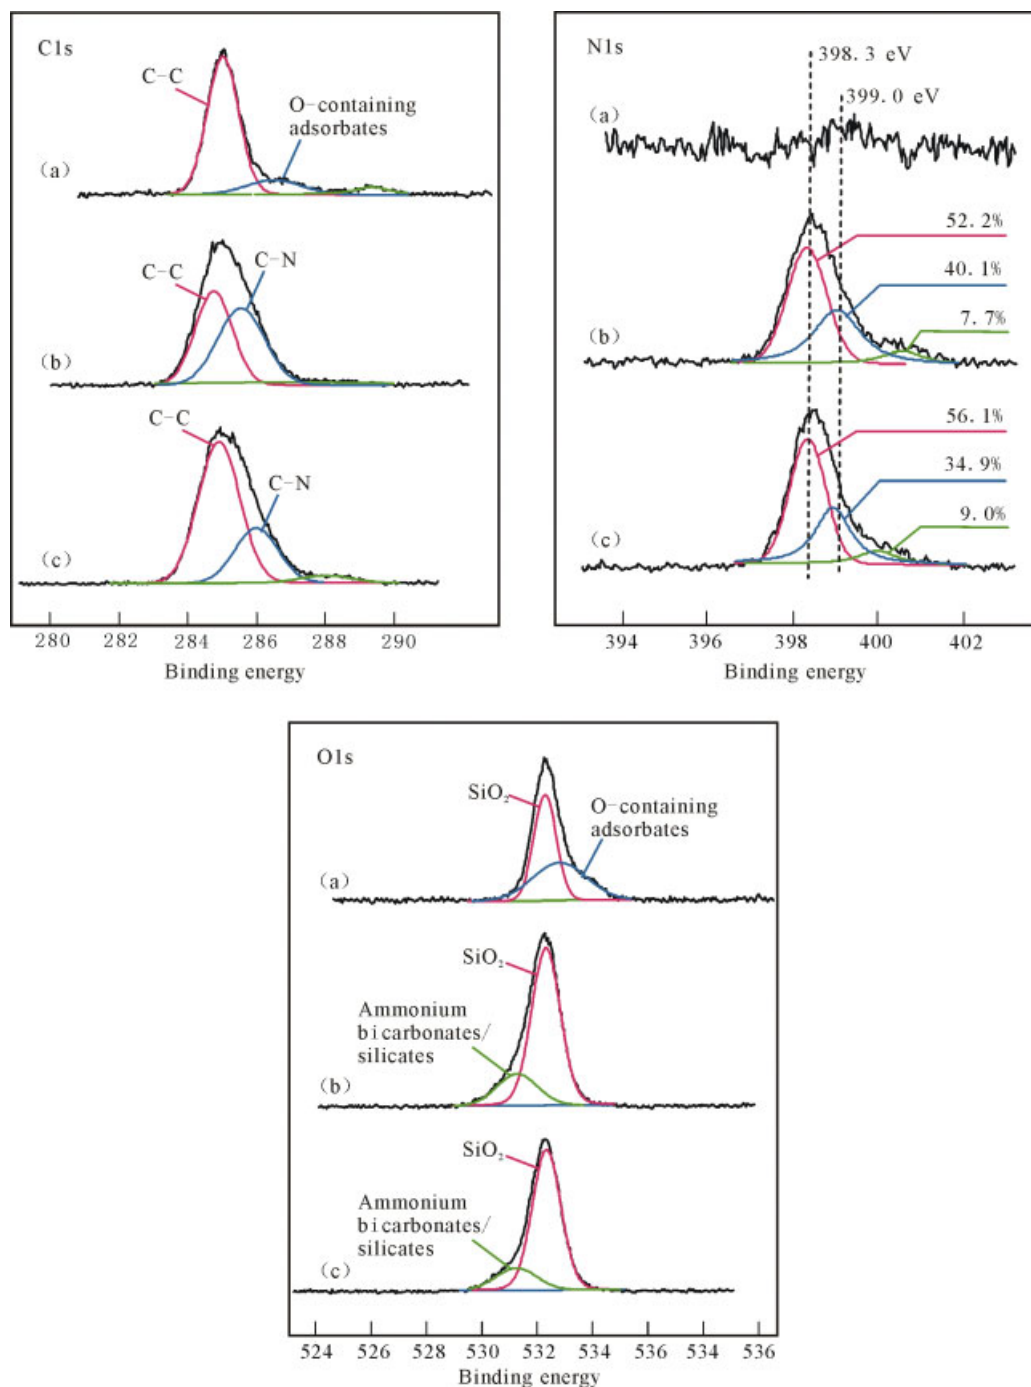 C1s
C-C
O-containing
adsorbates
(a)
C-C
C-N
(b)
C-C
C-N
(c)
280 282 284 286 288 290
Binding energy
N1s
398.3 eV
399.0 eV
(a)
52.2%
40.1%
7.7%
(b)
56.1%
34.9%
9.0%
(c)
394 396 398 400 402
Binding energy
O1s
SiO₂
O-containing
adsorbates
(a)
SiO₂
Ammonium
bicarbonates/
silicates
(b)
SiO₂
Ammonium
bicarbonates/
silicates
(c)
524 526 528 530 532 536 534 536
Binding energy